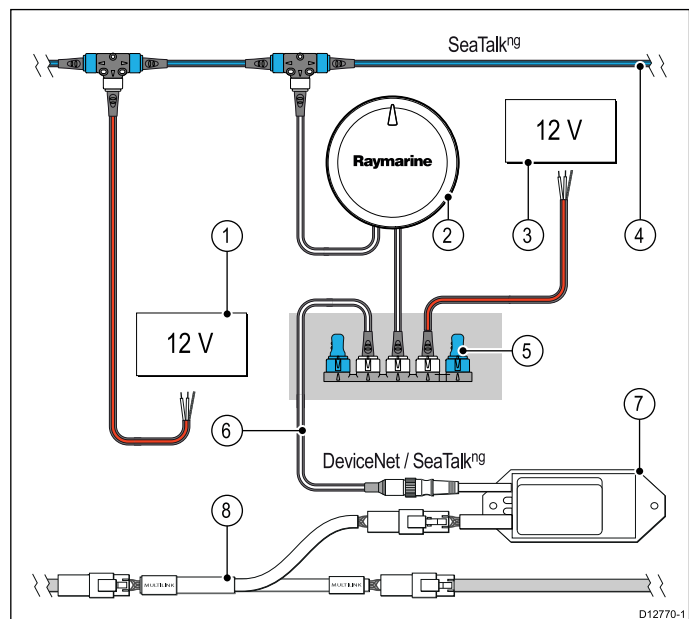 SeaTalkng
12 V
Raymarine
1
2
3
4
12 V
5
6
7
DeviceNet / SeaTalkng
8
MULTILINK
MULTILINK
D12770-1